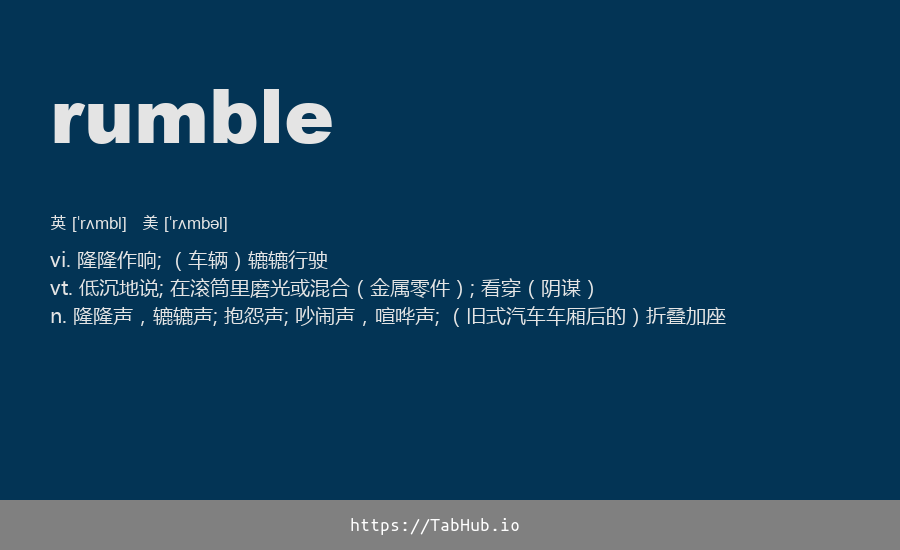 rumble
英 [ˈrʌmbl] 美 [ˈrʌmbəl]
vi. 隆隆作响; （车辆）辘辘行驶
vt. 低沉地说; 在滚筒里磨光或混合（金属零件）; 看穿（阴谋）
n. 隆隆声，辘辘声; 抱怨声; 吵闹声，喧哗声; （旧式汽车车厢后的）折叠加座
https://TabHub.io